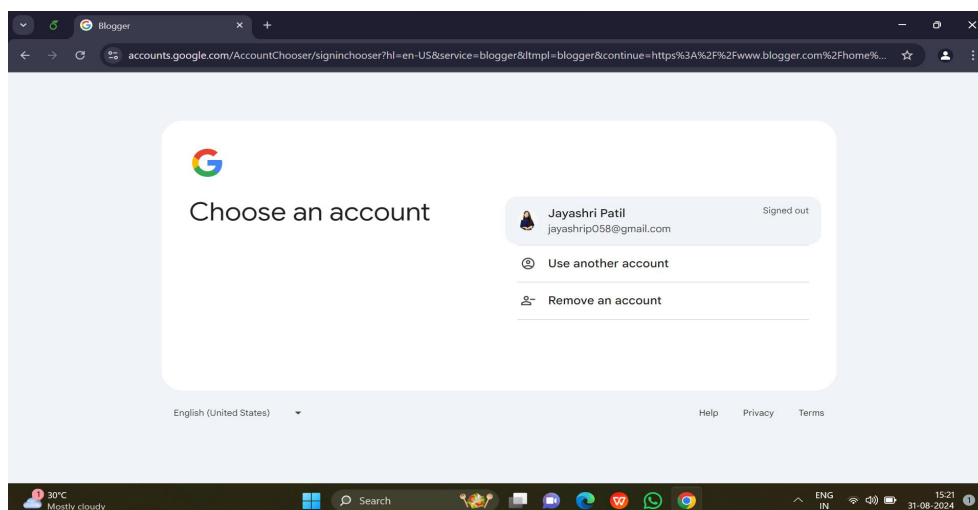 Blogger
accounts.google.com/AccountChooser/signinchooser?hl=en-US&service=blogger&ltmpl=blogger&continue=https%3A%2F%2Fwww.blogger.com%2Fhome%...
Choose an account
Jayashri Patil
Signed out
jayashrip058@gmail.com
Use another account
Remove an account
English (United States)
Help
Privacy
Terms
1
30°C
Mostly cloudy
Search
ENG
IN
15:21
31-08-2024
1